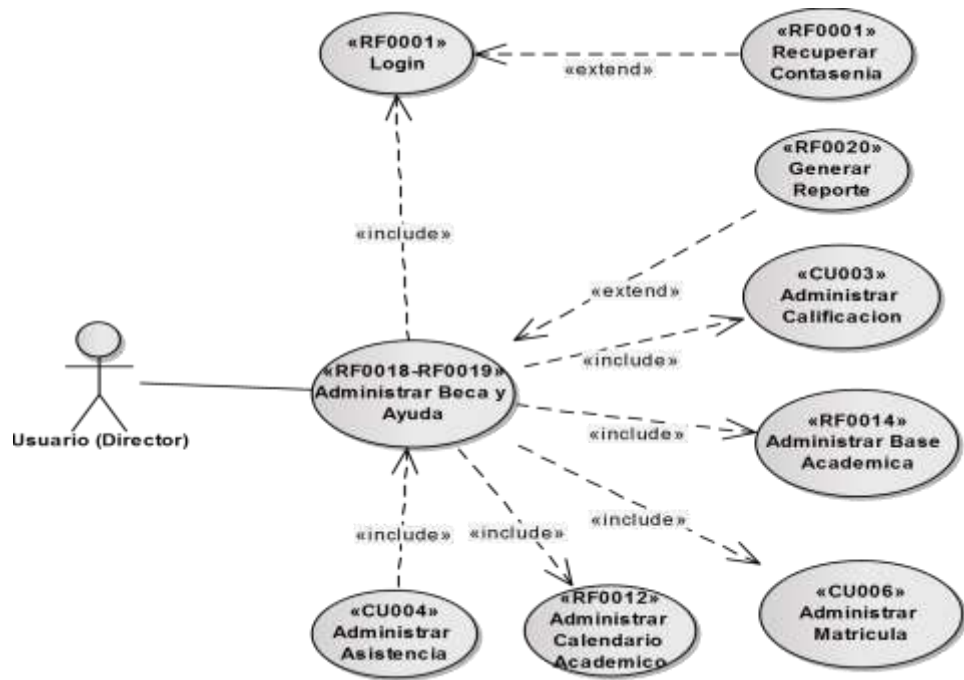 «RF0001»
Login
«extend»
«RF0001»
Recuperar
Contasenia
«RF0020»
Generar
Reporte
«include»
«extend»
«CU003»
Administrar
Calificacion
«include»
«RF0018-RF0019»
Administrar Beca y
Ayuda
Usuario (Director)
«include»
«RF0014»
Administrar Base
Academica
«include»
«include»
«include»
«CU004»
Administrar
Asistencia
«RF0012»
Administrar
Calendario
Academico
«CU006»
Administrar
Matricula